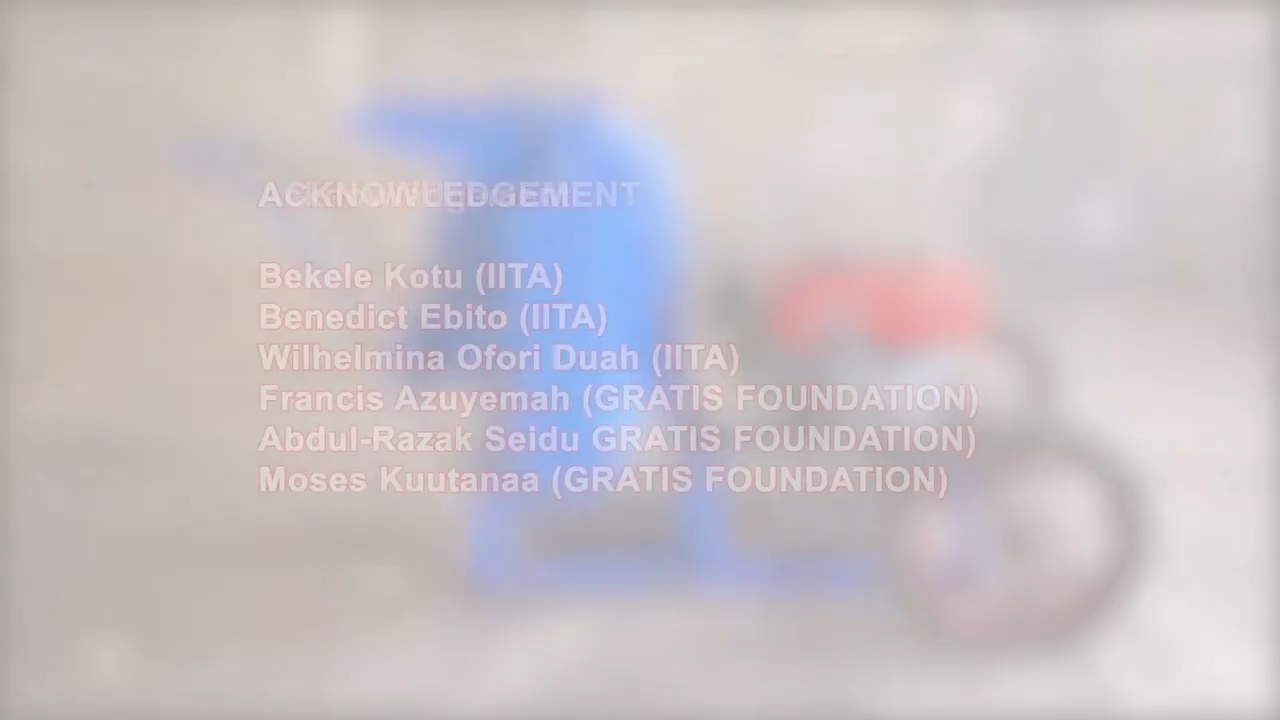 ACKNOWLEDGEMENT
Bekele Kotu (IITA)
Benedict Ebito (IITA)
Wilhelmina Ofori Duah (IITA)
Francis Azuyemah (GRATIS FOUNDATION)
Abdul-Razak Seidu GRATIS FOUNDATION)
Moses Kuutanaa (GRATIS FOUNDATION)